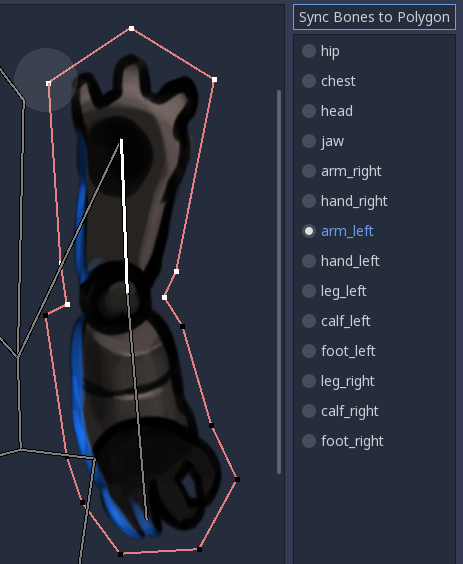 Sync Bones to Polygon
hip
chest
head
jaw
arm_right
hand_right
arm_left
hand_left
leg_left
calf_left
foot_left
leg_right
calf_right
foot_right